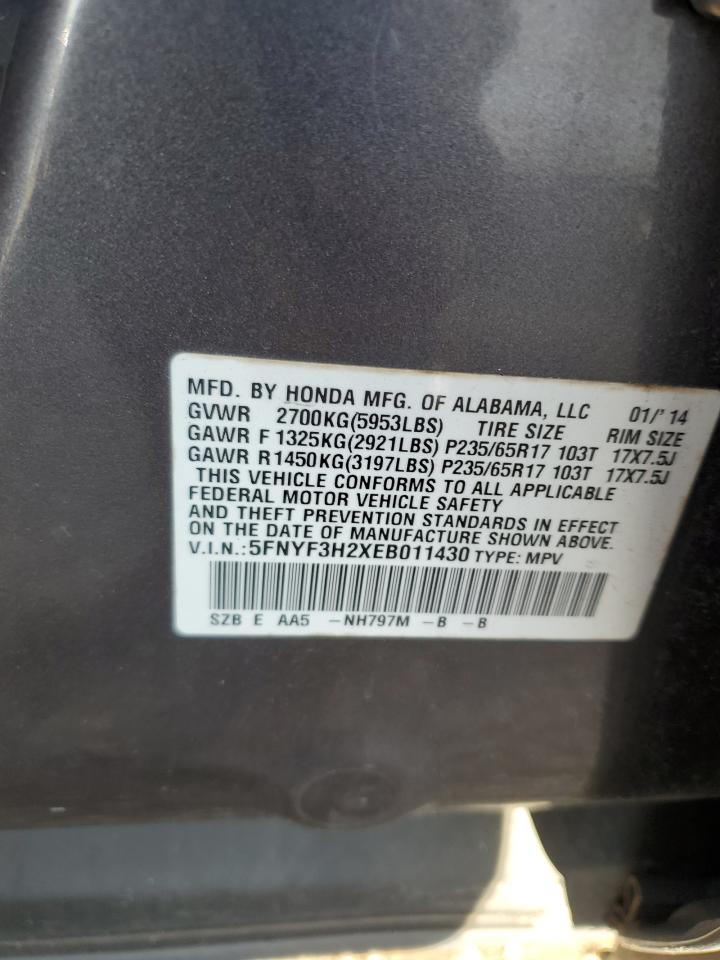 MFD. BY HONDA MFG. OF ALABAMA, LLC 01/'14
GVWR 2700KG(5953LBS) TIRE SIZE RIM SIZE
GAWR F 1325KG(2921LBS) P235/65R17 103T 17X7.5J
GAWR R1450KG(3197LBS) P235/65R17 103T 17X7.5J
THIS VEHICLE CONFORMS TO ALL APPLICABLE
FEDERAL MOTOR VEHICLE SAFETY
AND THEFT PREVENTION STANDARDS IN EFFECT
ON THE DATE OF MANUFACTURE SHOWN ABOVE.
V.I.N.:5FNYF3H2XEB011430 TYPE: MPV
SZB E AA5 -NH797M -B -B